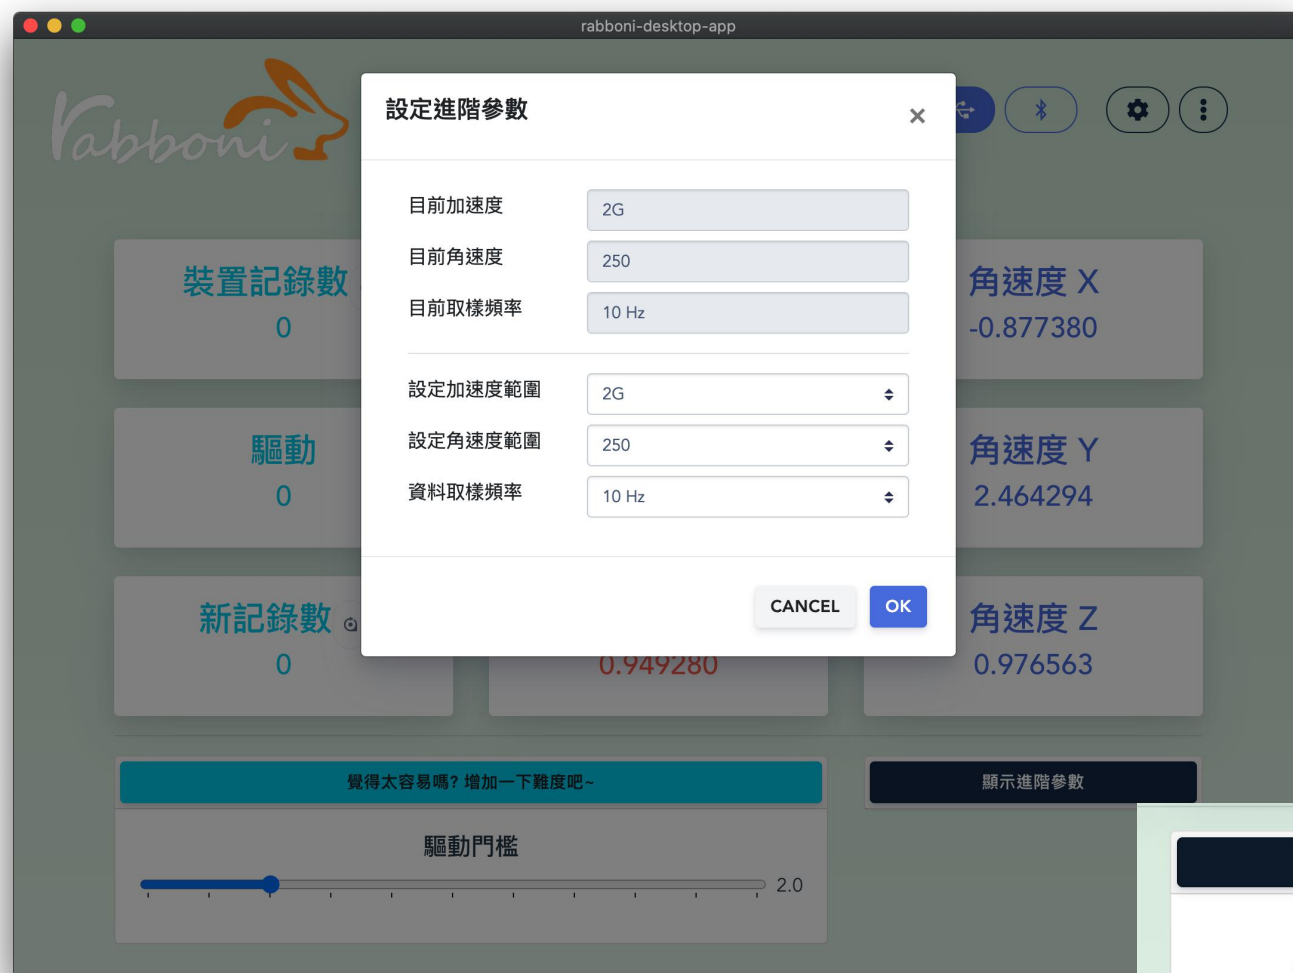 rabboni-desktop-app
rabboni
設定進階參數
×
目前加速度
2G
目前角速度
250
目前取樣頻率
10 Hz
設定加速度範圍
2G
設定角速度範圍
250
資料取樣頻率
10 Hz
CANCEL
OK
裝置記錄數
0
角速度 X
-0.877380
驅動
0
角速度 Y
2.464294
新記錄數
0
0.949280
角速度 Z
0.976563
覺得太容易嗎? 增加一下難度吧~
顯示進階參數
驅動門檻
2.0